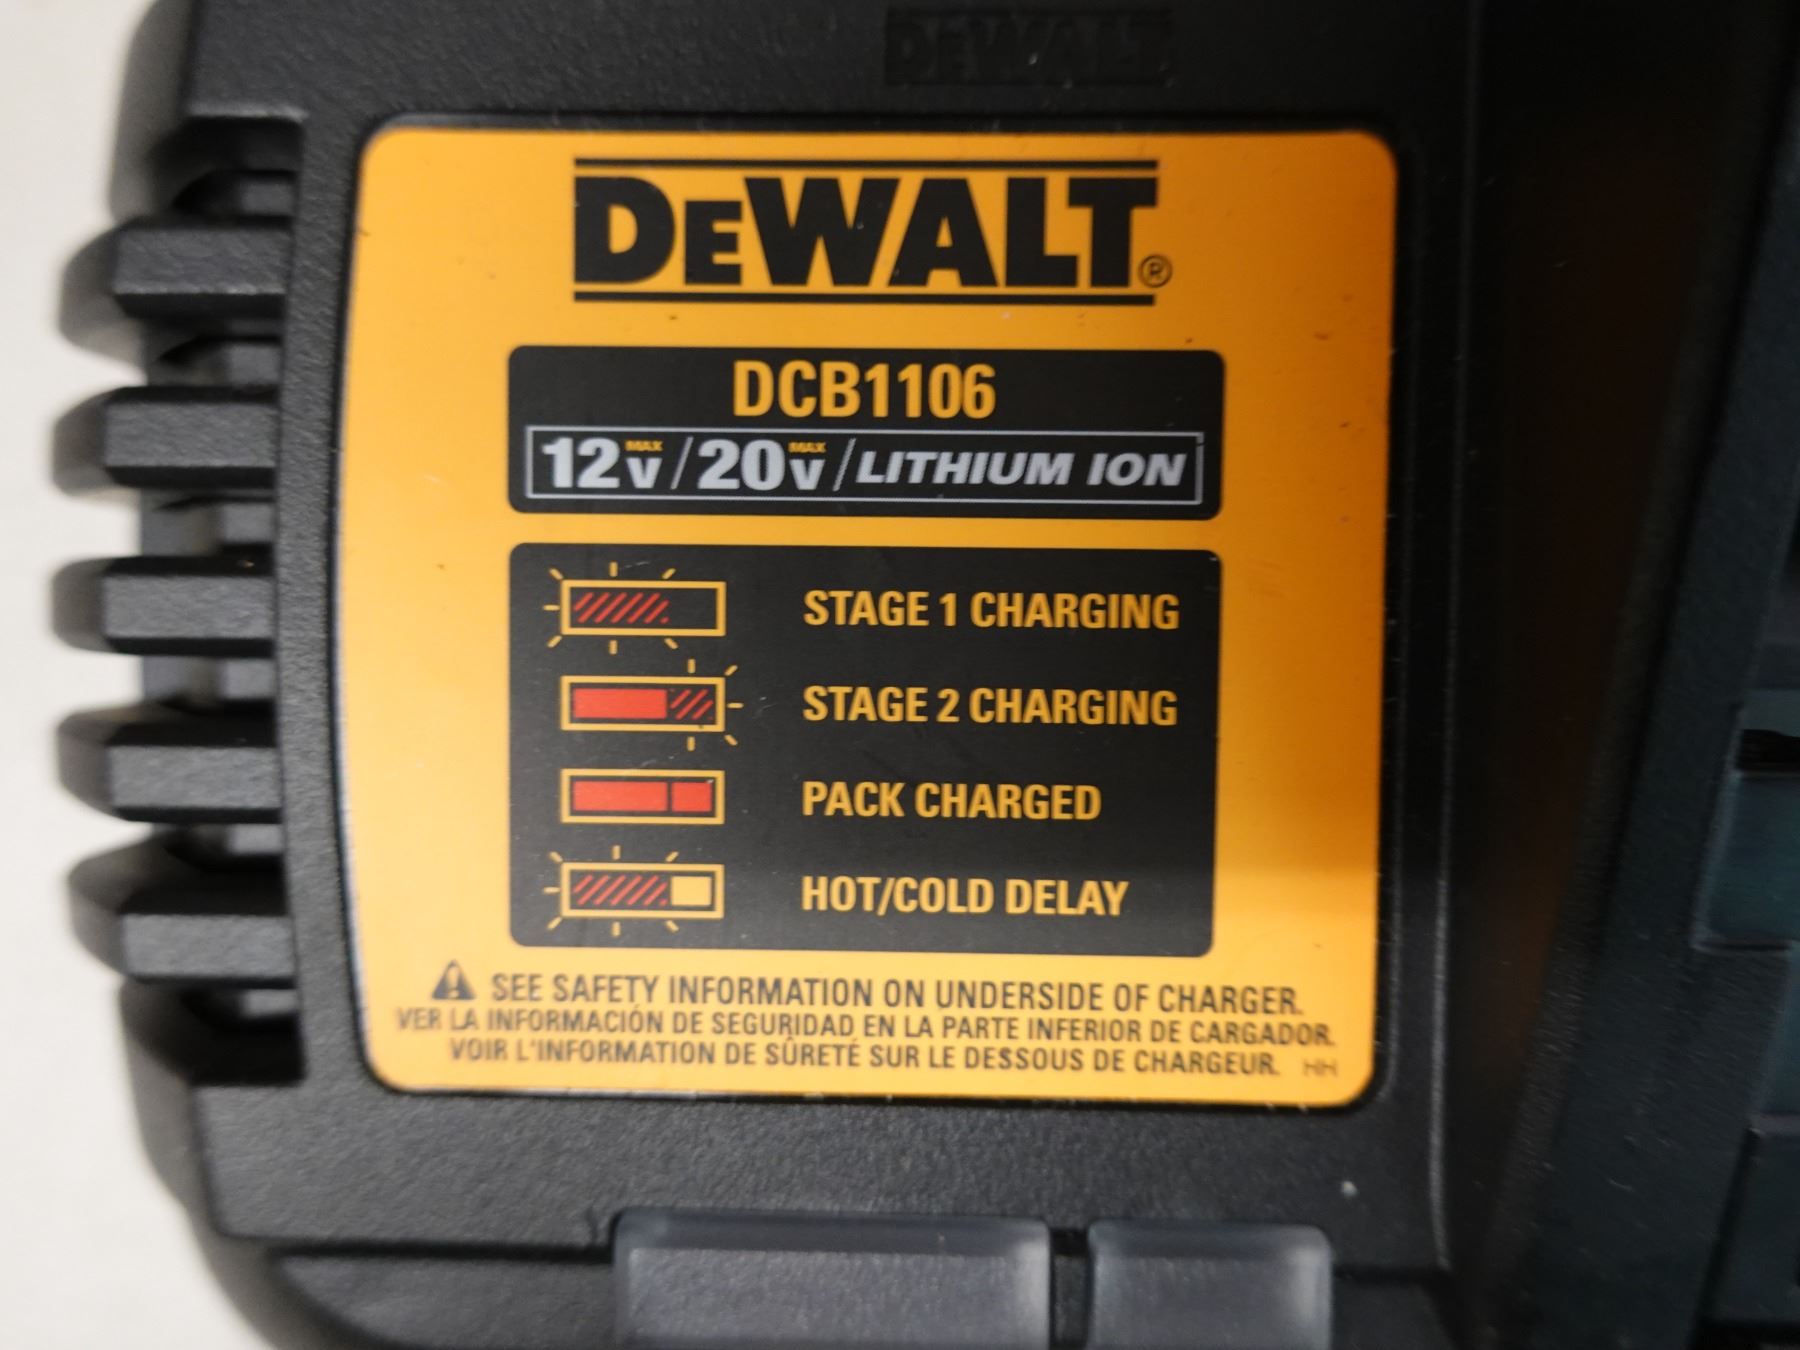 DEWALT
DEWALT®
DCB1106
12V MAX / 20V MAX / LITHIUM ION
STAGE 1 CHARGING
STAGE 2 CHARGING
PACK CHARGED
HOT/COLD DELAY
SEE SAFETY INFORMATION ON UNDERSIDE OF CHARGER.
VER LA INFORMACIÓN DE SEGURIDAD EN LA PARTE INFERIOR DE CARGADOR.
VOIR L'INFORMATION DE SÛRETÉ SUR LE DESSOUS DE CHARGEUR. HH